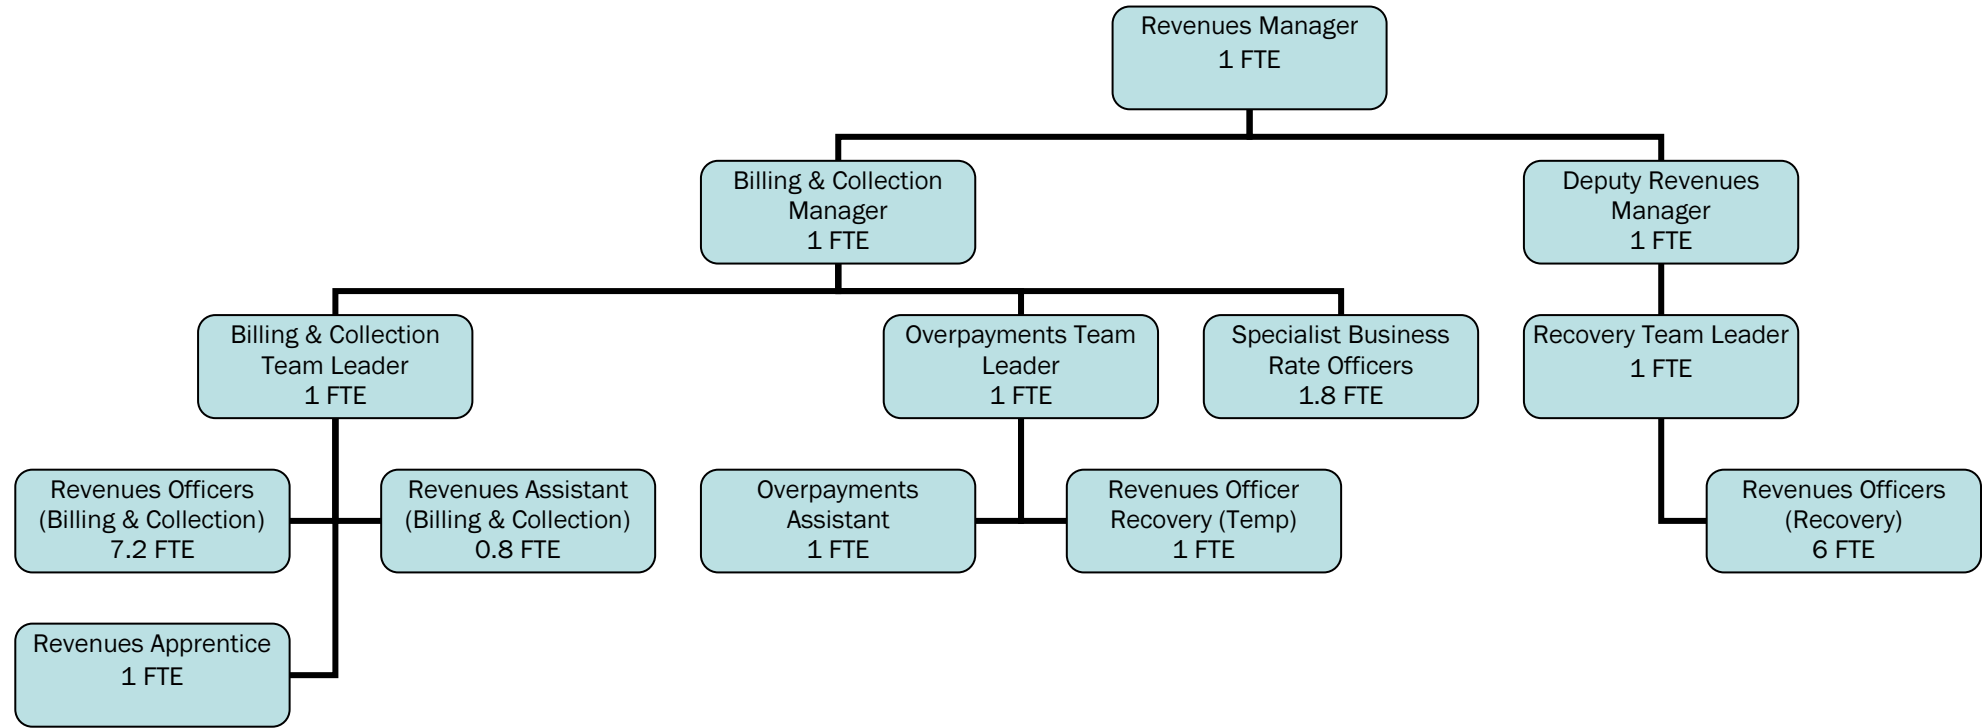 Revenues Manager
1 FTE
Billing & Collection
Manager
1 FTE
Deputy Revenues
Manager
1 FTE
Billing & Collection
Team Leader
1 FTE
Overpayments Team
Leader
1 FTE
Specialist Business
Rate Officers
1.8 FTE
Recovery Team Leader
1 FTE
Revenues Officers
(Billing & Collection)
7.2 FTE
Revenues Assistant
(Billing & Collection)
0.8 FTE
Overpayments
Assistant
1 FTE
Revenues Officer
Recovery (Temp)
1 FTE
Revenues Officers
(Recovery)
6 FTE
Revenues Apprentice
1 FTE